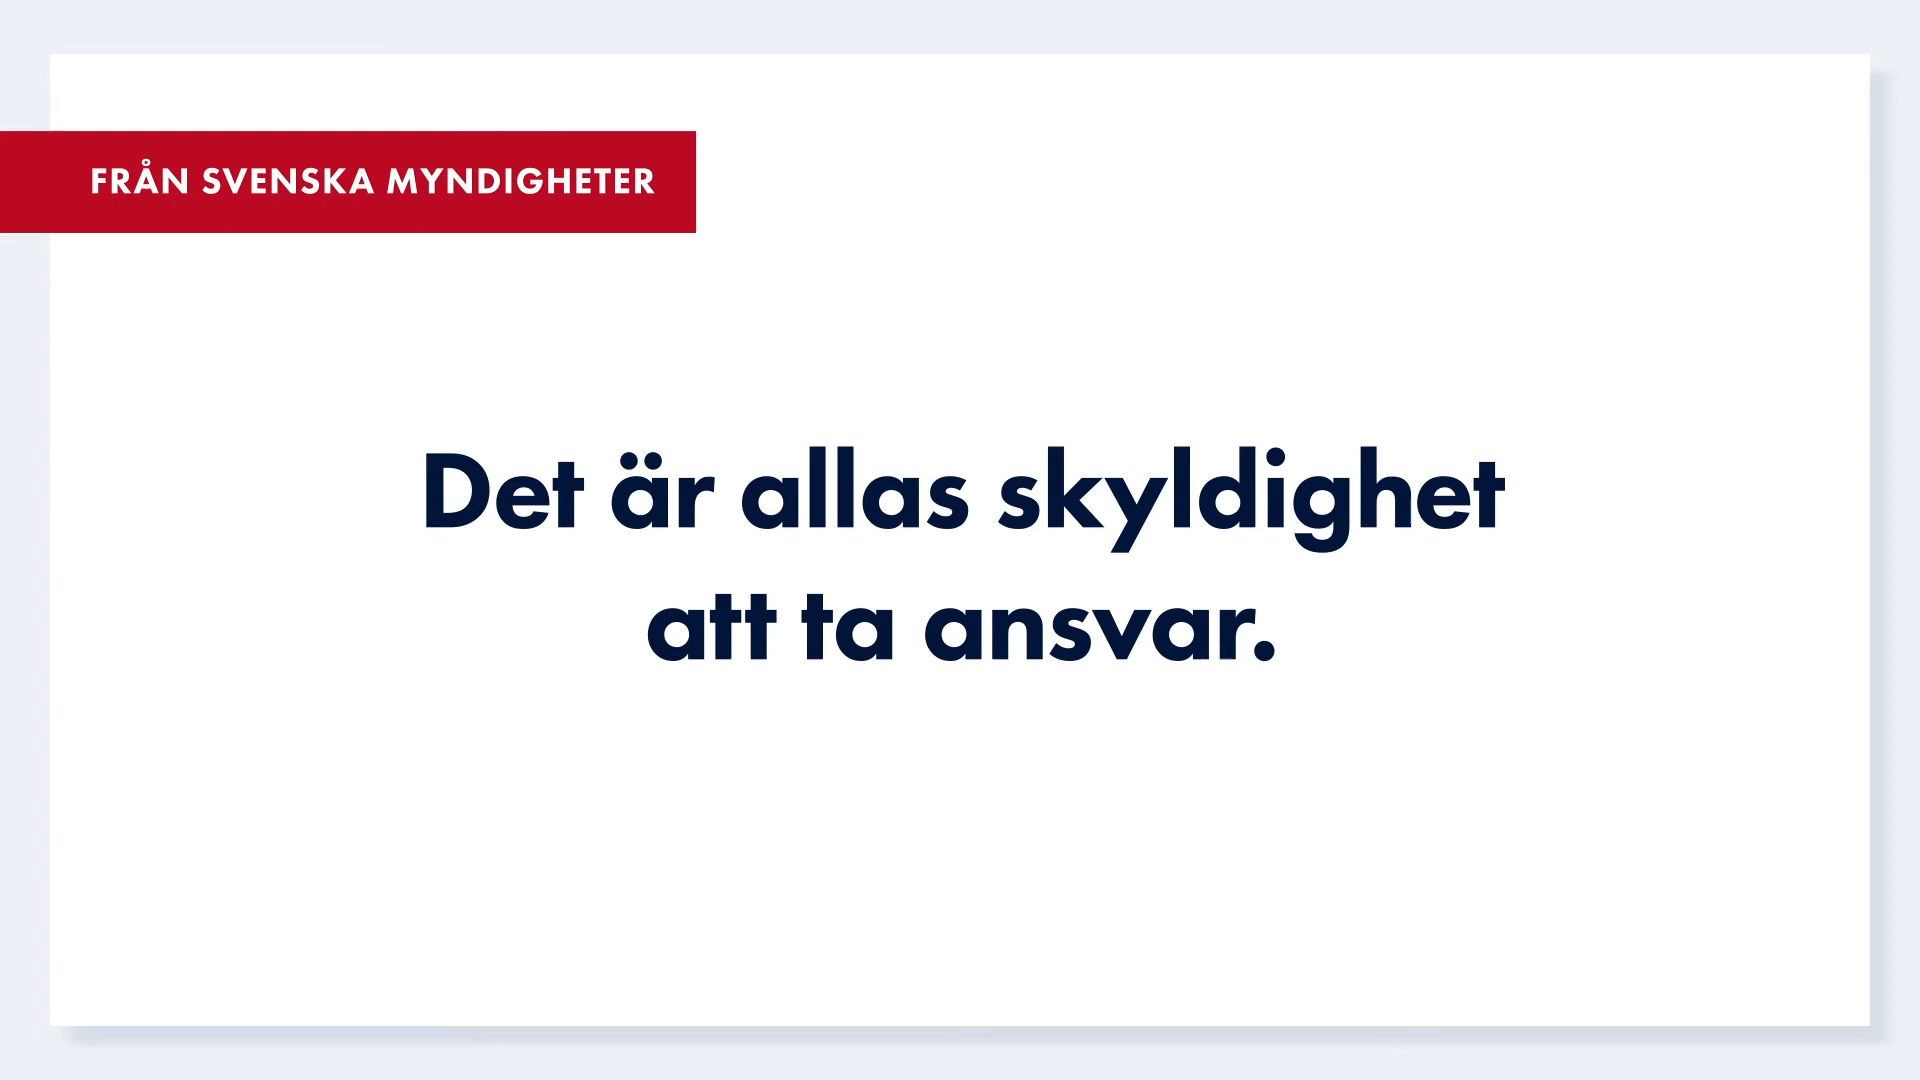 FRÅN SVENSKA MYNDIGHETER
Det är allas skyldighet
att ta ansvar.